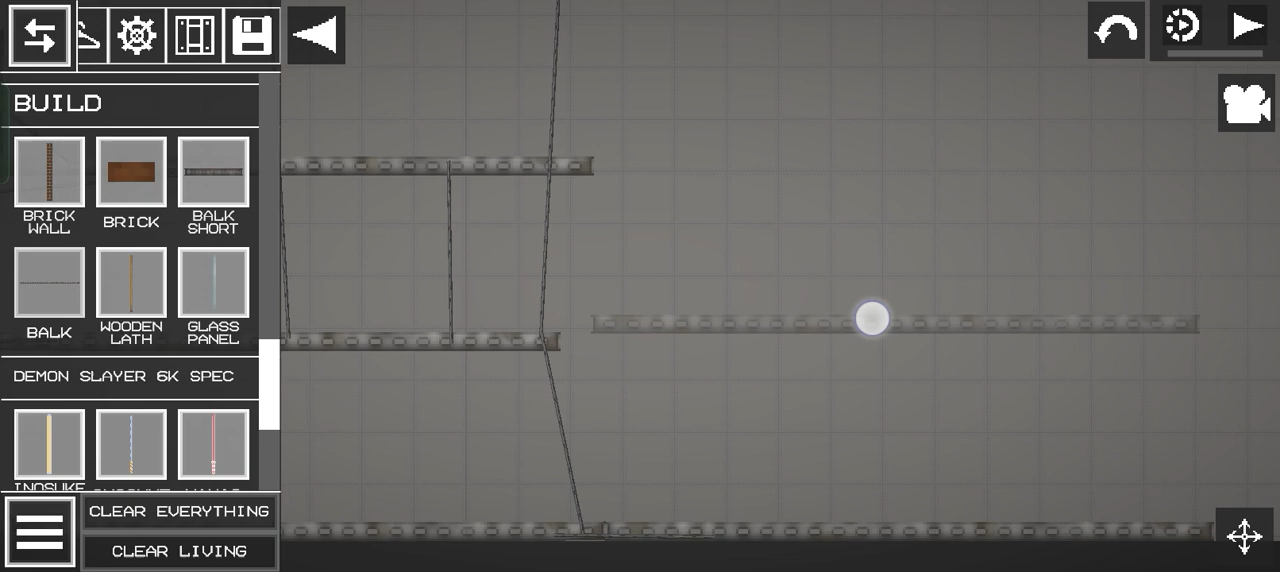 BUILD
BRICK
WALL
BRICK
BALK
SHORT
BALK
WOODEN
LATH
GLASS
PANEL
DEMON SLAYER 6K SPEC
INOSUKE
CLEAR EVERYTHING
CLEAR LIVING